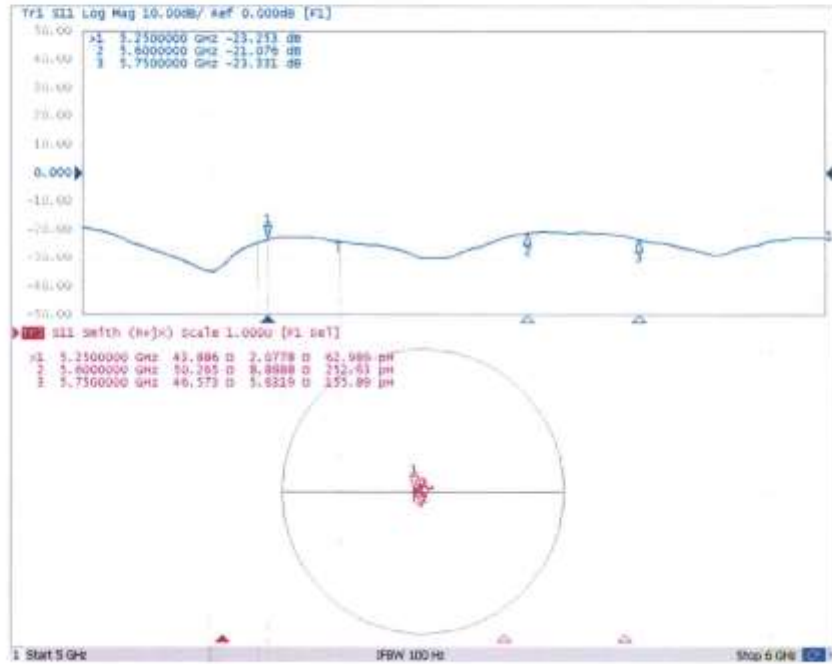 Tr1 S11 Log Mag 10.00dB/ Ref 0.000dB [F1]
50.00
>1 5.2500000 GHz -23.253 dB
2 5.6000000 GHz -21.076 dB
3 5.7500000 GHz -23.331 dB
40.00
30.00
20.00
10.00
0.000
-10.00
-20.00
-30.00
-40.00
-50.00
1
2
3
S11 Smith (R+jX) Scale 1.000U [F1 Del]
>1 5.2500000 GHz 43.886 Ω 2.0778 Ω 62.986 pH
2 5.6000000 GHz 50.265 Ω 8.8988 Ω 252.93 pH
3 5.7500000 GHz 46.573 Ω 5.6319 Ω 155.89 pH
1 Start 5 GHz IFBW 100 Hz Stop 6 GHz